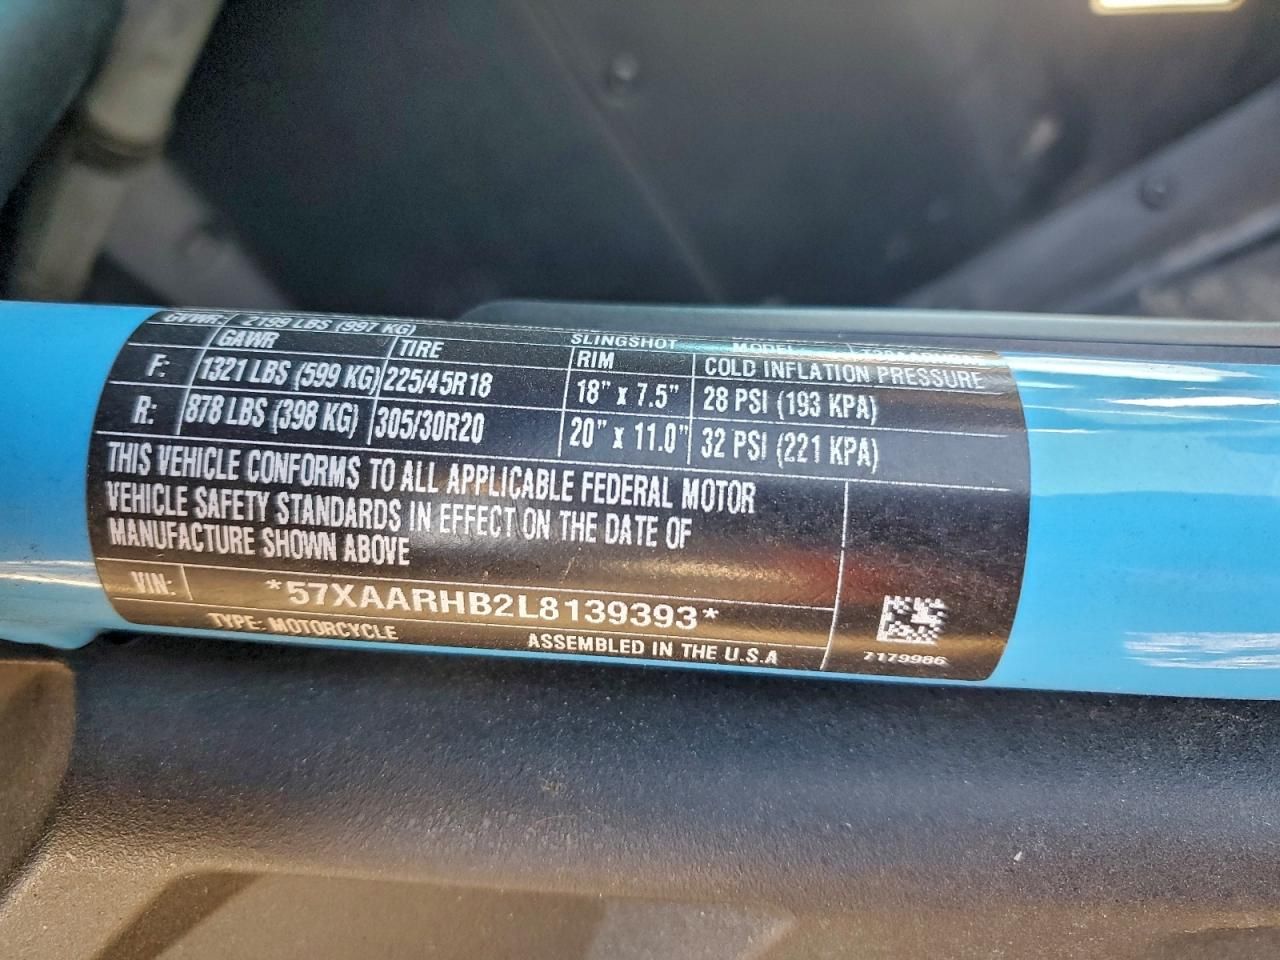 GVWR: 2199 LBS (997 KG) SLINGSHOT MODEL
GAWR TIRE RIM COLD INFLATION PRESSURE
F: 1321 LBS (599 KG) 225/45R18 18" x 7.5" 28 PSI (193 KPA)
R: 878 LBS (398 KG) 305/30R20 20" x 11.0" 32 PSI (221 KPA)
THIS VEHICLE CONFORMS TO ALL APPLICABLE FEDERAL MOTOR
VEHICLE SAFETY STANDARDS IN EFFECT ON THE DATE OF
MANUFACTURE SHOWN ABOVE
VIN: *57XAARHB2L8139393*
TYPE: MOTORCYCLE ASSEMBLED IN THE U.S.A
7179986